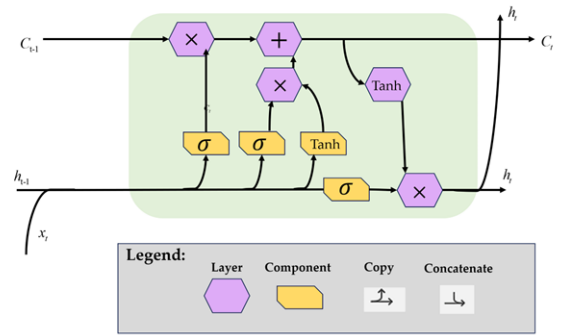 h_t
C_t-1
×
+
C_t
×
Tanh
σ
σ
Tanh
h_t-1
σ
×
h_t
x_t
Legend:
Layer
Component
Copy
Concatenate